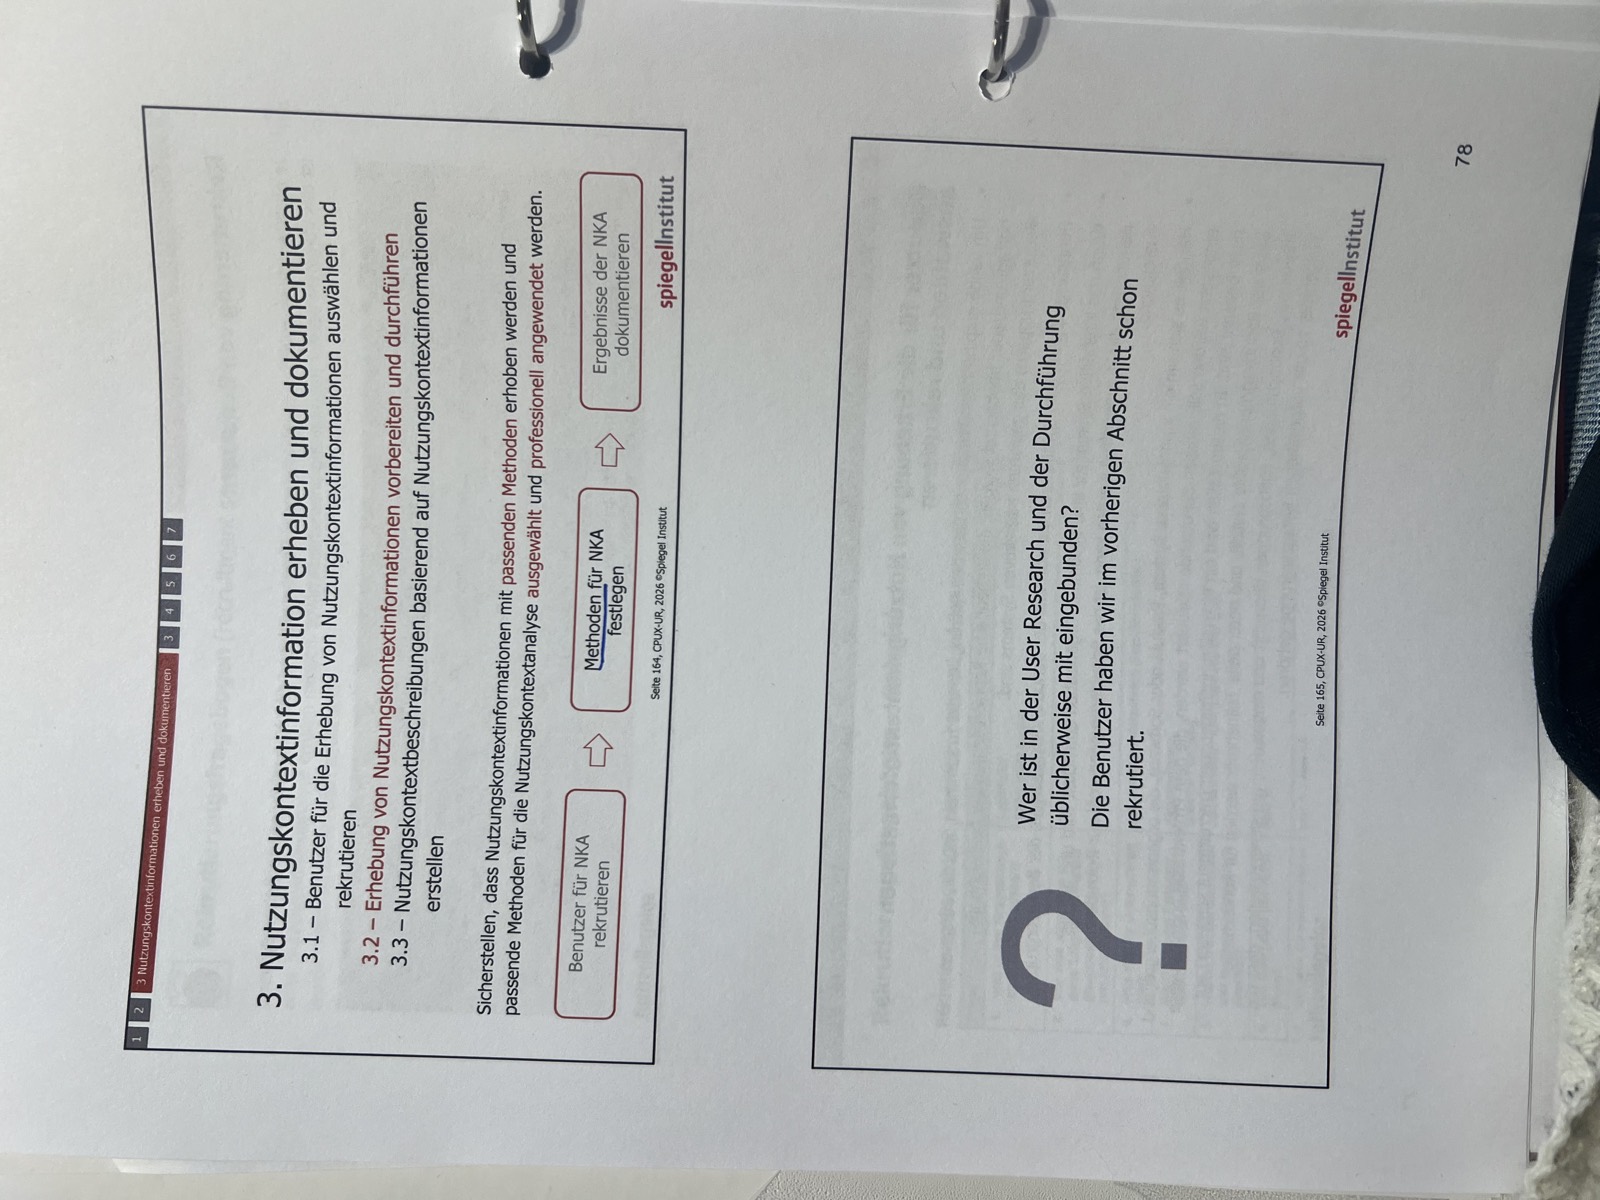 1 2 3 Nutzungskontextinformationen erheben und dokumentieren 3 4 5 6 7
3. Nutzungskontextinformation erheben und dokumentieren
3.1 – Benutzer für die Erhebung von Nutzungskontextinformationen auswählen und
rekrutieren
3.2 – Erhebung von Nutzungskontextinformationen vorbereiten und durchführen
3.3 – Nutzungskontextbeschreibungen basierend auf Nutzungskontextinformationen
erstellen
Sicherstellen, dass Nutzungskontextinformationen mit passenden Methoden erhoben werden und
passende Methoden für die Nutzungskontextanalyse ausgewählt und professionell angewendet werden.
Benutzer für NKA
rekrutieren
Methoden für NKA
festlegen
Ergebnisse der NKA
dokumentieren
Seite 164, CPUX-UR, 2026 ©Spiegel Institut
spiegelInstitut
?
Wer ist in der User Research und der Durchführung
üblicherweise mit eingebunden?
Die Benutzer haben wir im vorherigen Abschnitt schon
rekrutiert.
Seite 165, CPUX-UR, 2026 ©Spiegel Institut
spiegelInstitut
78